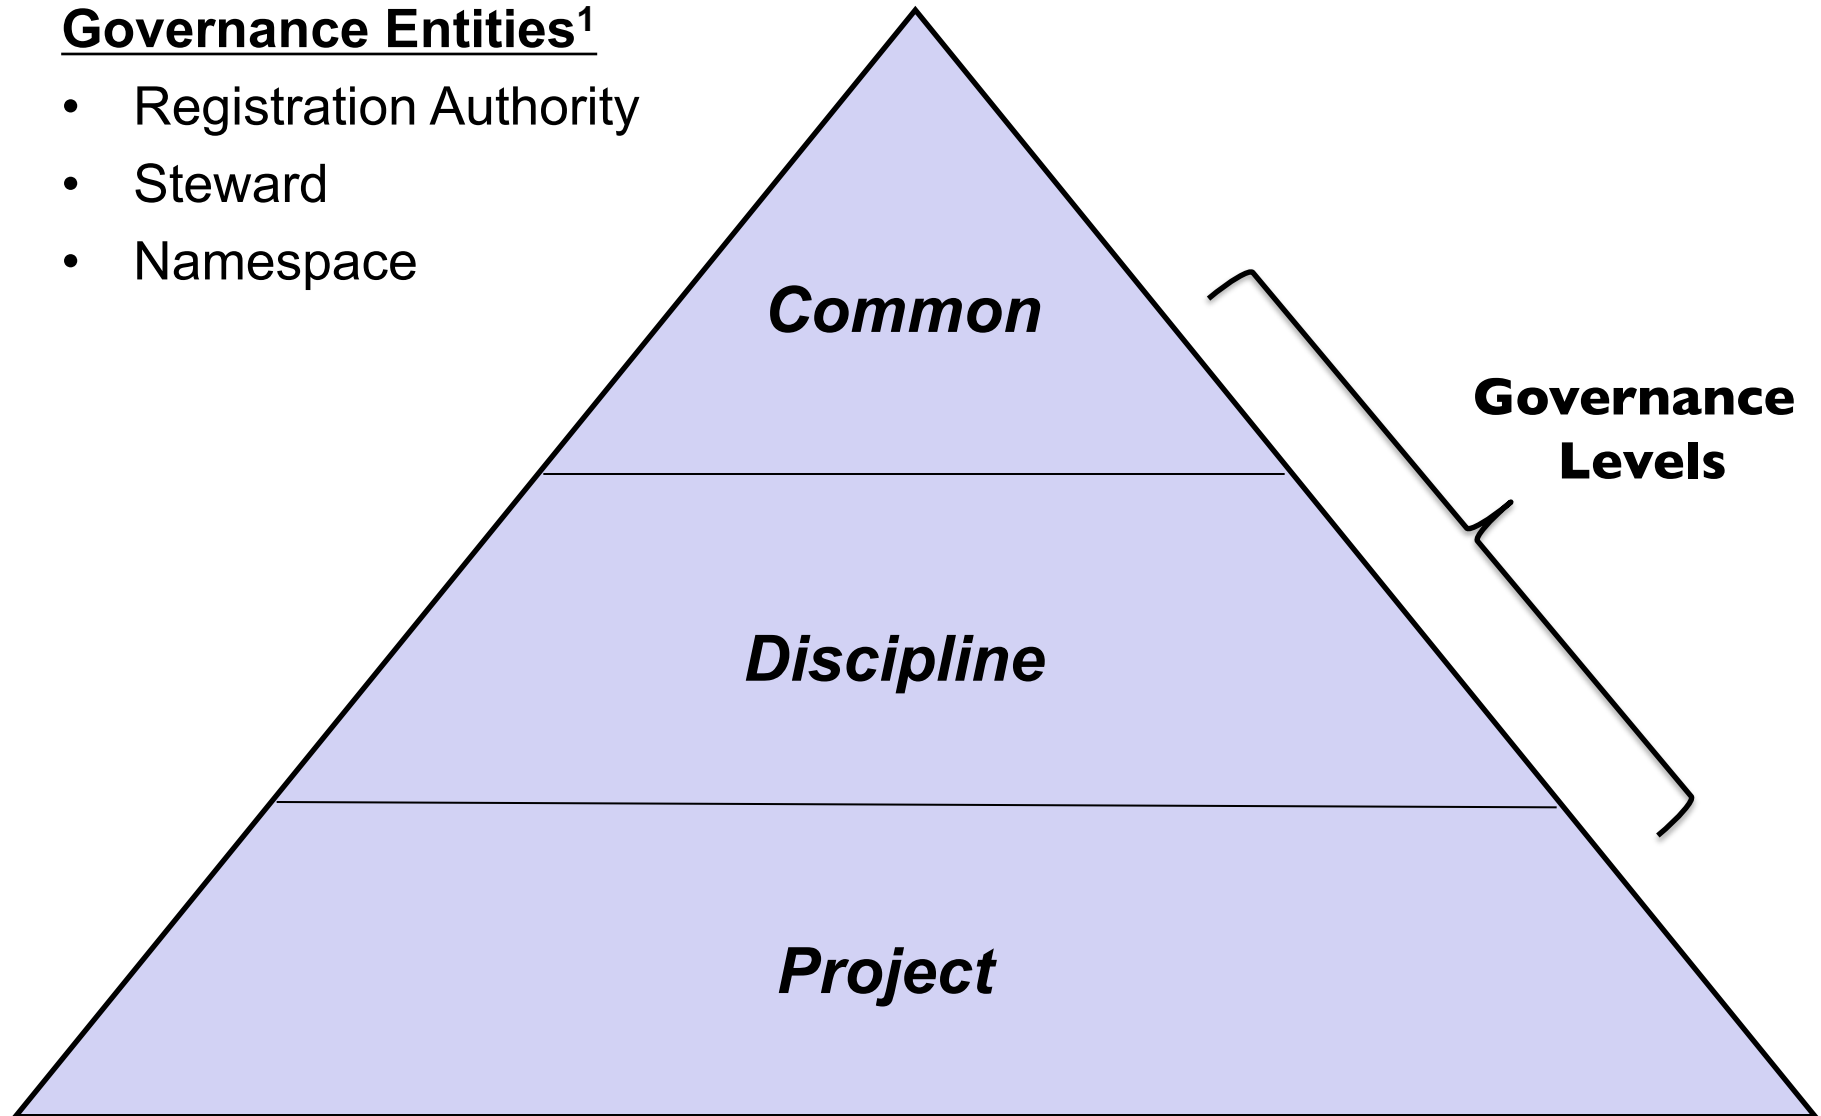 Governance Entities¹
• Registration Authority
• Steward
• Namespace
Common
Governance
Levels
Discipline
Project